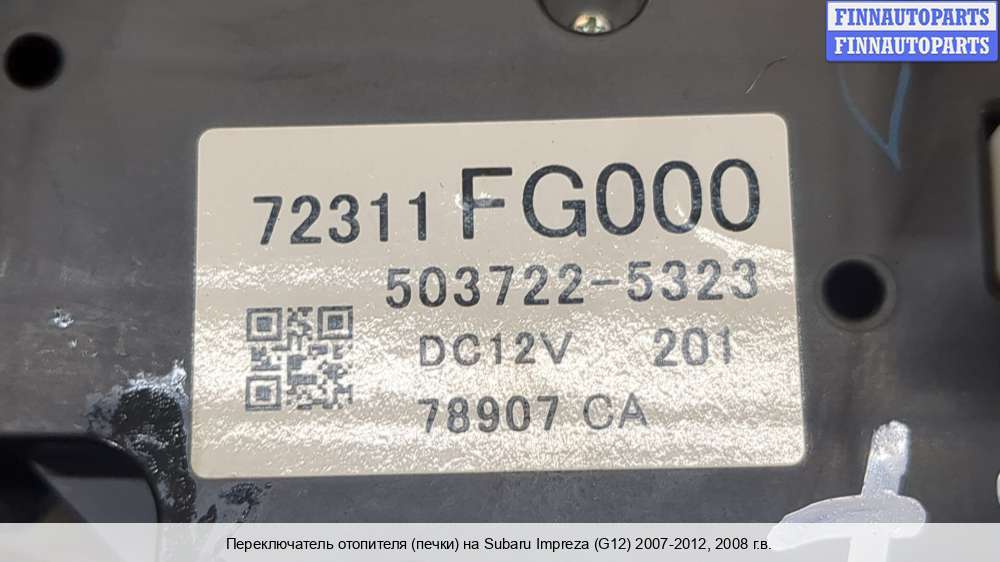 FINNAUTOPARTS
FINNAUTOPARTS
72311 FG000
503722-5323
DC12V 201
78907 CA
Переключатель отопителя (печки) на Subaru Impreza (G12) 2007-2012, 2008 г.в.